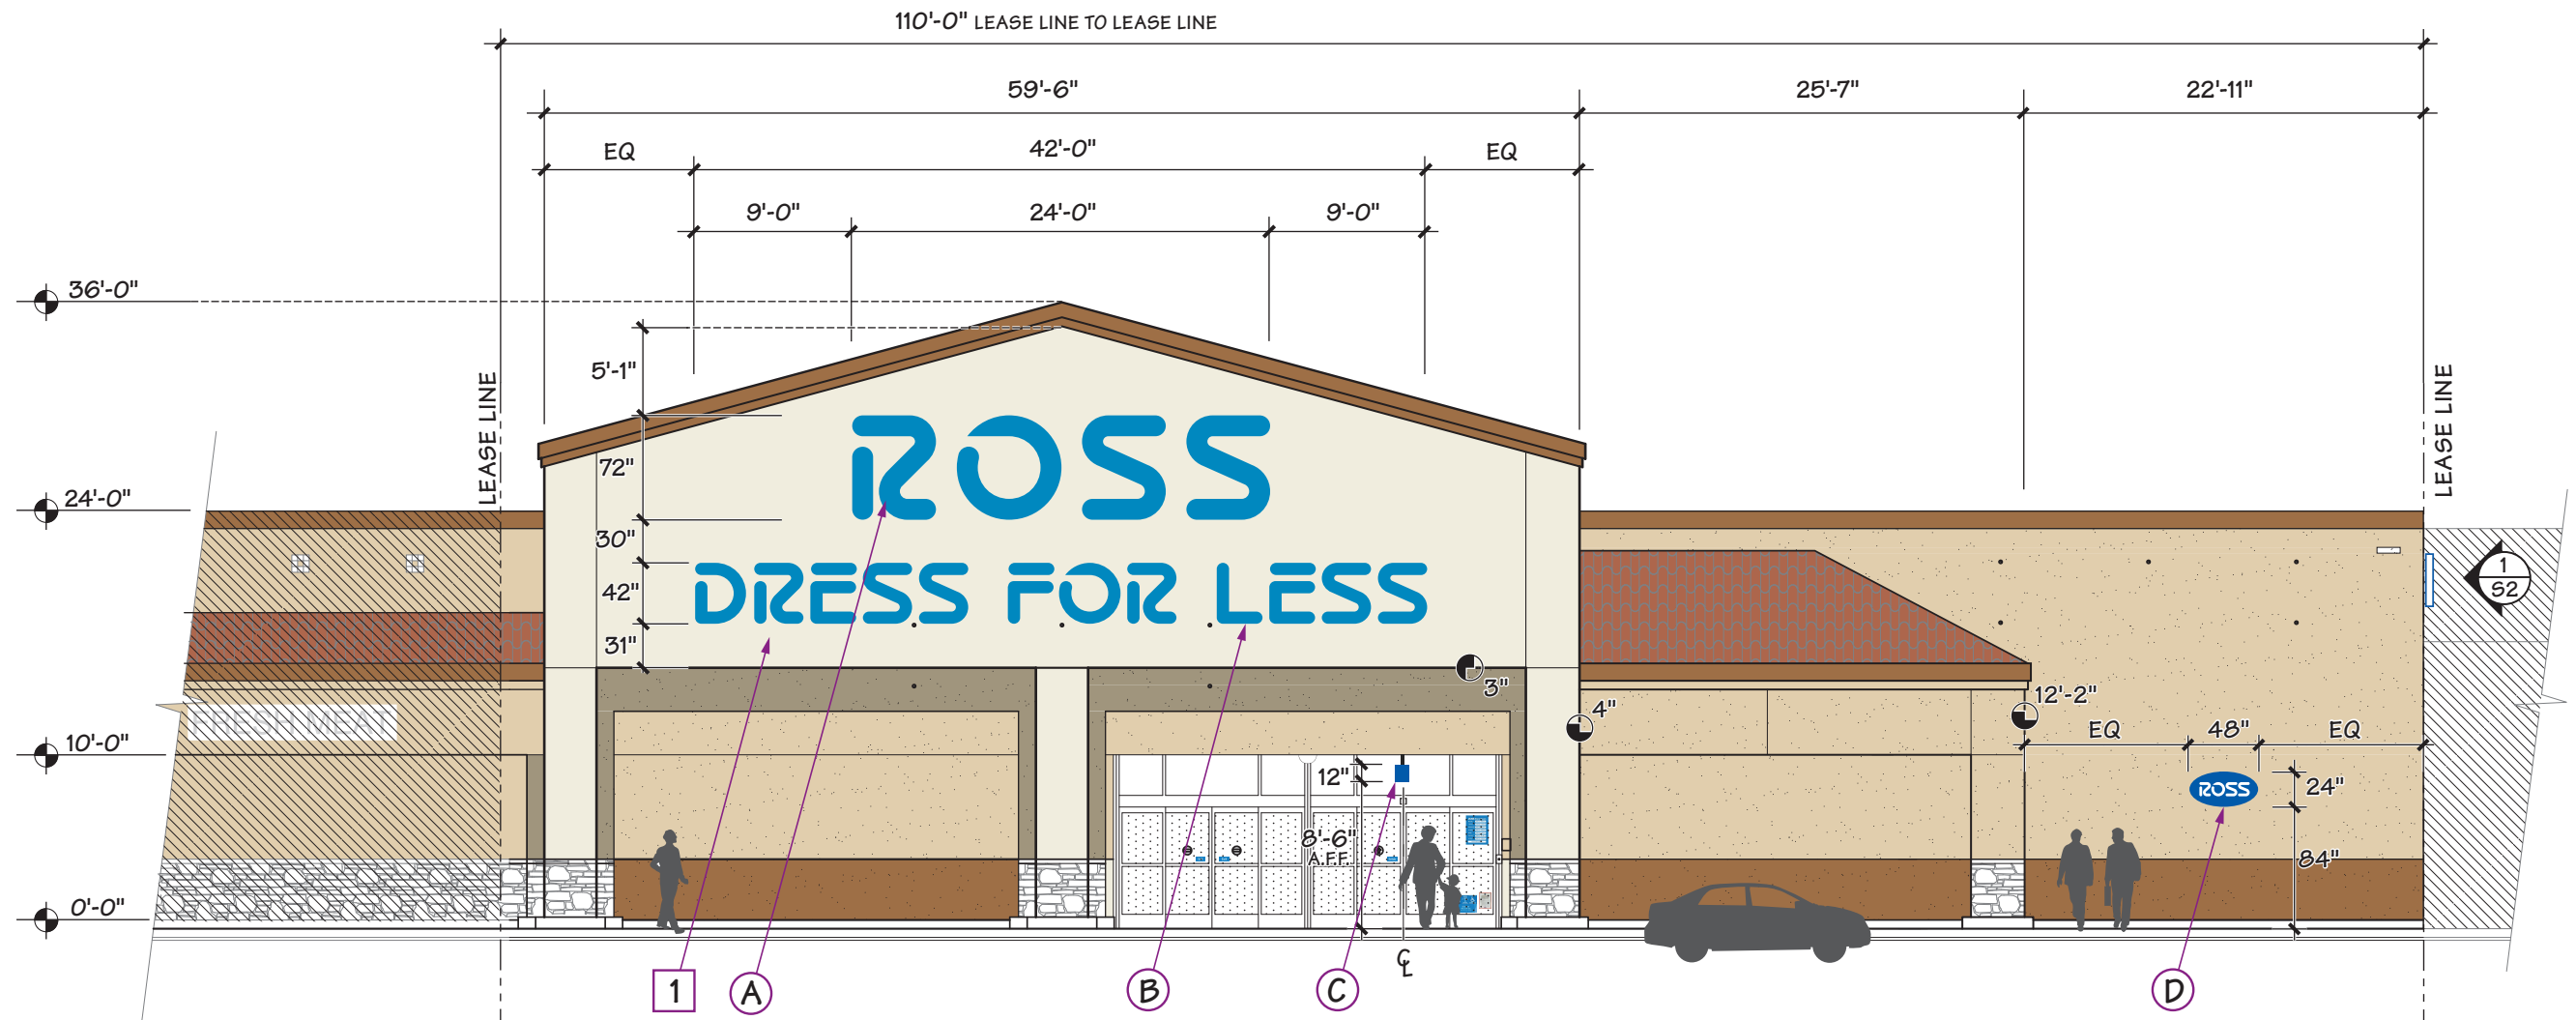 110'-0" LEASE LINE TO LEASE LINE
59'-6"
25'-7"
22'-11"
EQ
42'-0"
EQ
9'-0"
24'-0"
9'-0"
36'-0"
5'-1"
LEASE LINE
LEASE LINE
ROSS
72"
24'-0"
30"
DRESS FOR LESS
42"
31"
1
S2
3"
4"
12'-2"
FRESH MEAT
10'-0"
EQ
48"
EQ
12"
ROSS
24"
8'-6"
A.F.F.
84"
0'-0"
CL
1
A
B
C
D